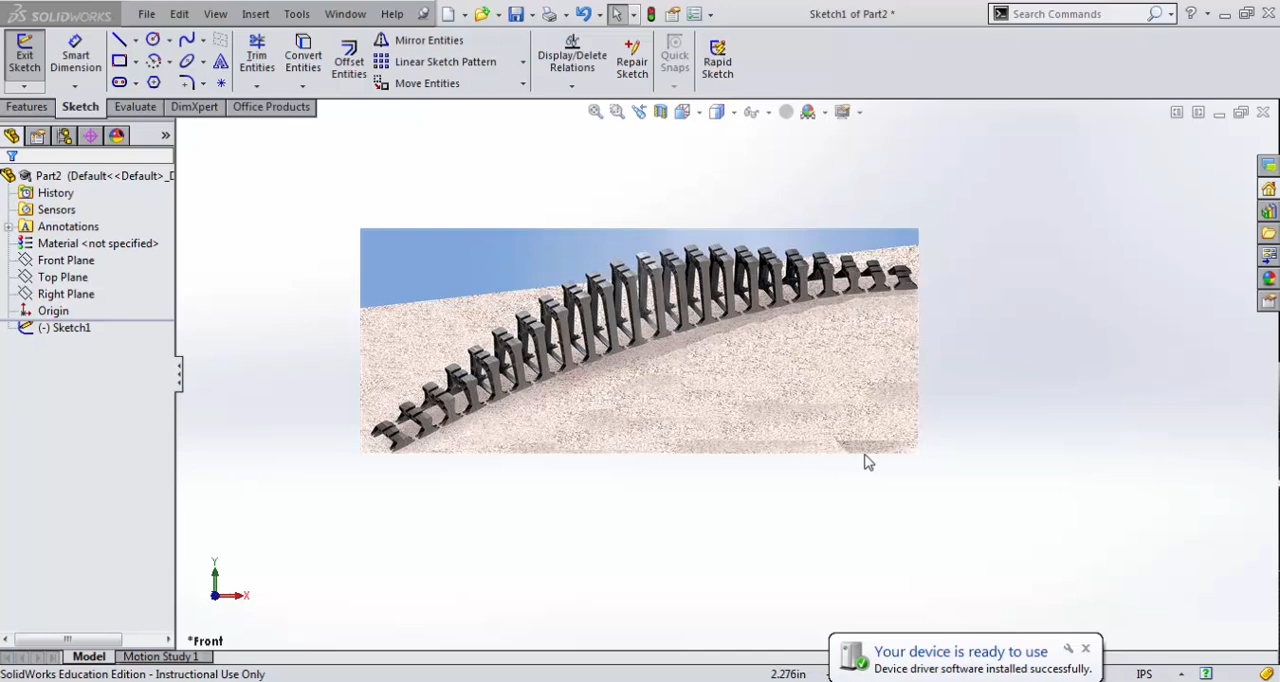 SOLIDWORKS File Edit View Insert Tools Window Help Sketch1 of Part2 * Search Commands
Exit Sketch
Smart Dimension
Trim Entities
Convert Entities
Offset Entities
Mirror Entities
Linear Sketch Pattern
Move Entities
Display/Delete Relations
Repair Sketch
Quick Snaps
Rapid Sketch
Features Sketch Evaluate DimXpert Office Products
Part2 (Default<<Default>_D
History
Sensors
Annotations
Material <not specified>
Front Plane
Top Plane
Right Plane
Origin
(-) Sketch1
Y
X
*Front
Your device is ready to use
Device driver software installed successfully.
Model Motion Study 1
SolidWorks Education Edition - Instructional Use Only 2.276in IPS